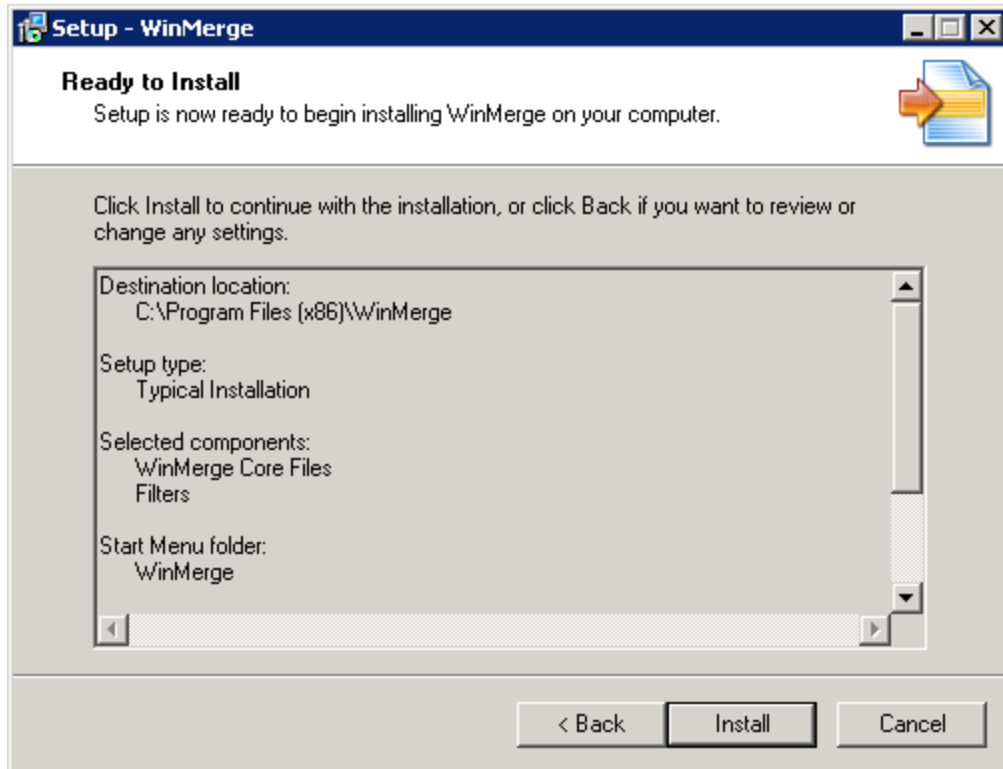 Setup - WinMerge
Ready to Install
Setup is now ready to begin installing WinMerge on your computer.
Click Install to continue with the installation, or click Back if you want to review or
change any settings.
Destination location:
C:\Program Files (x86)\WinMerge
Setup type:
Typical Installation
Selected components:
WinMerge Core Files
Filters
Start Menu folder:
WinMerge
< Back
Install
Cancel